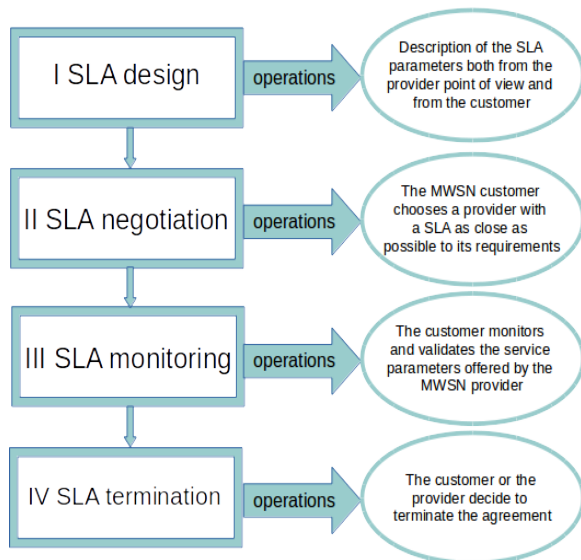 I SLA design
operations
Description of the SLA
parameters both from the
provider point of view and
from the customer
II SLA negotiation
operations
The MWSN customer
chooses a provider with
a SLA as close as
possible to its requirements
III SLA monitoring
operations
The customer monitors
and validates the service
parameters offered by the
MWSN provider
IV SLA termination
operations
The customer or the
provider decide to
terminate the agreement